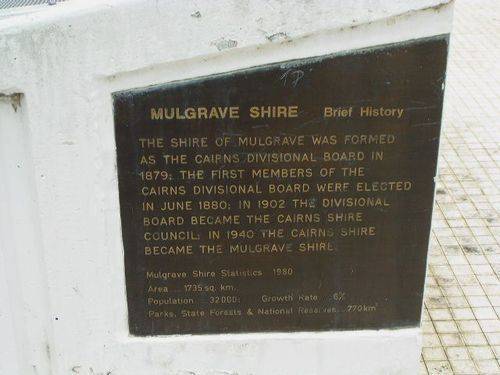 MULGRAVE SHIRE Brief History
THE SHIRE OF MULGRAVE WAS FORMED
AS THE CAIRNS DIVISIONAL BOARD IN
1879; THE FIRST MEMBERS OF THE
CAIRNS DIVISIONAL BOARD WERE ELECTED
IN JUNE 1880; IN 1902 THE DIVISIONAL
BOARD BECAME THE CAIRNS SHIRE
COUNCIL; IN 1940 THE CAIRNS SHIRE
BECAME THE MULGRAVE SHIRE.
Mulgrave Shire Statistics 1980
Area .... 1735 sq. km.
Population .. 32000; Growth Rate .. 6%
Parks, State Forests & National Reserves... 770 km²